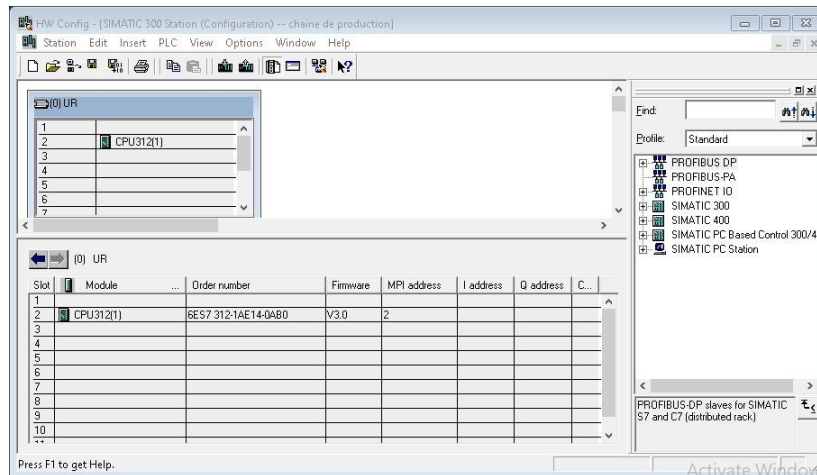 HW Config - [SIMATIC 300 Station (Configuration) -- chaine de production]
Station Edit Insert PLC View Options Window Help
(0) UR
1
2 CPU312(1)
3
4
5
6
7
Find:
Profile: Standard
PROFIBUS DP
PROFIBUS-PA
PROFINET IO
SIMATIC 300
SIMATIC 400
SIMATIC PC Based Control 300/4
SIMATIC PC Station
(0) UR
Slot Module ... Order number Firmware MPI address I address Q address C...
1
2 CPU312(1) 6ES7 312-1AE14-0AB0 V3.0 2
3
4
5
6
7
8
9
10
11
PROFIBUS-DP slaves for SIMATIC
S7 and C7 (distributed rack)
Press F1 to get Help.
Activate Window